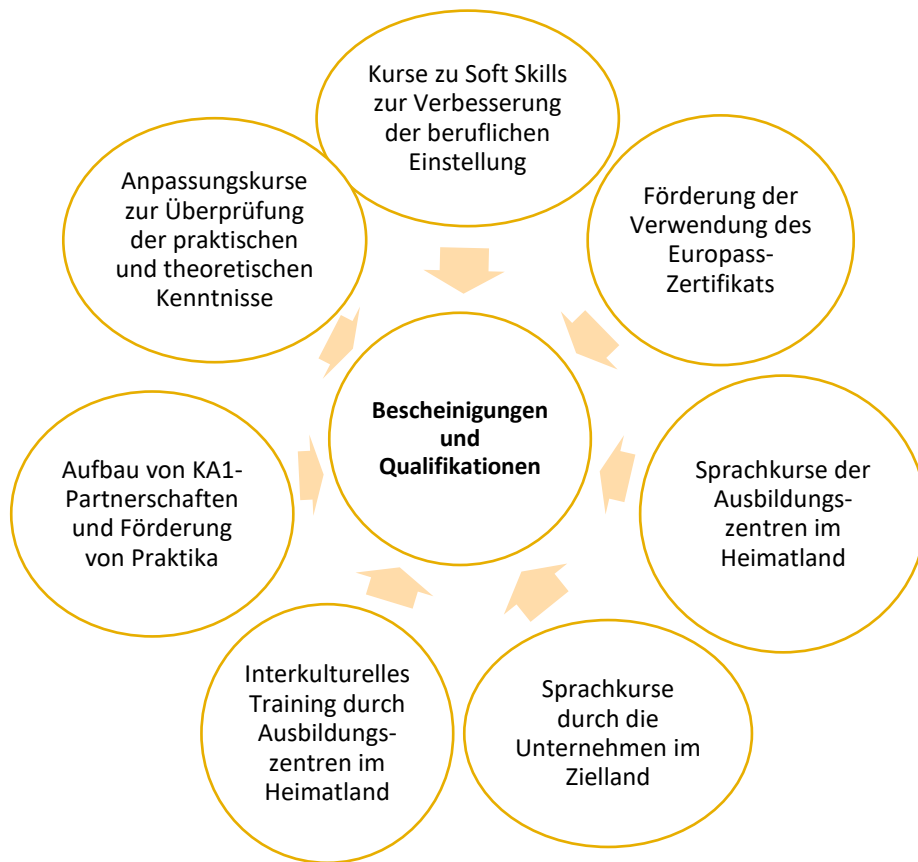 Kurse zu Soft Skills
zur Verbesserung
der beruflichen
Einstellung
Anpassungskurse
zur Überprüfung
der praktischen
und theoretischen
Kenntnisse
Förderung der
Verwendung des
Europass-
Zertifikats
Bescheinigungen
und
Qualifikationen
Aufbau von KA1-
Partnerschaften
und Förderung
von Praktika
Sprachkurse der
Ausbildungs-
zentren im
Heimatland
Interkulturelles
Training durch
Ausbildungs-
zentren im
Heimatland
Sprachkurse
durch die
Unternehmen im
Zielland